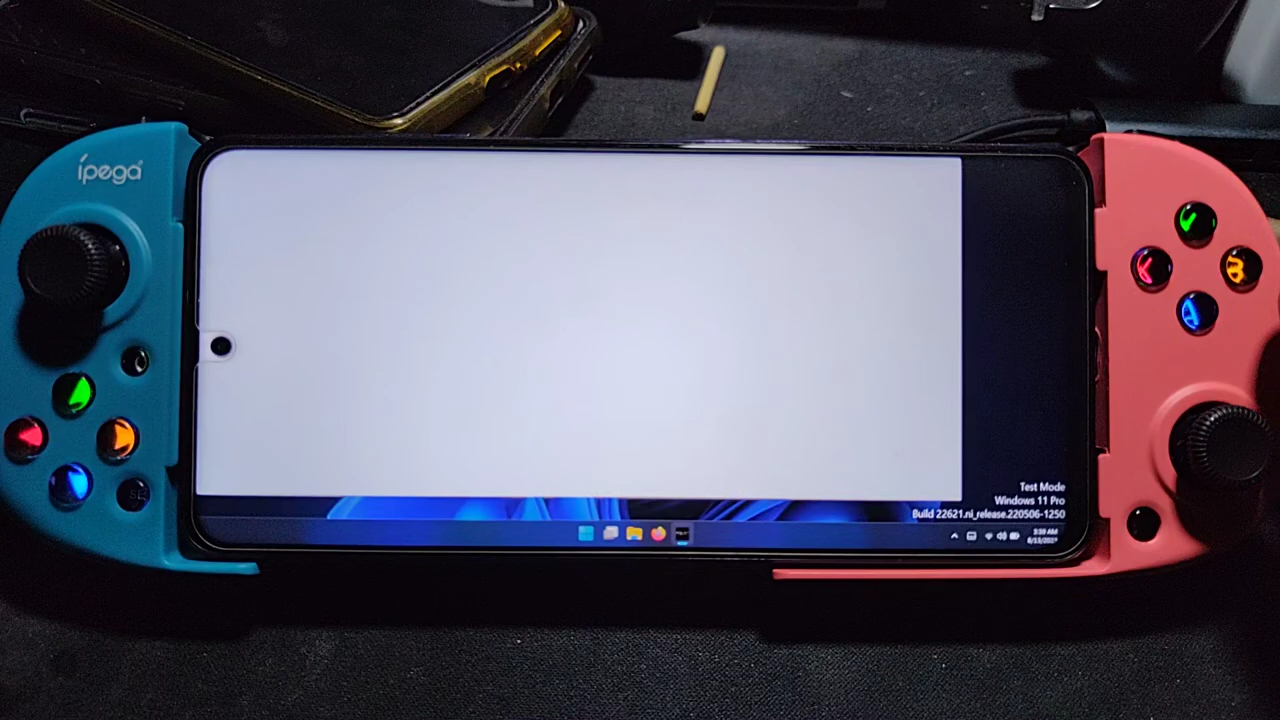 ipega
Y
X
B
A
Test Mode
Windows 11 Pro
Build 22621.ni_release.220506-1250